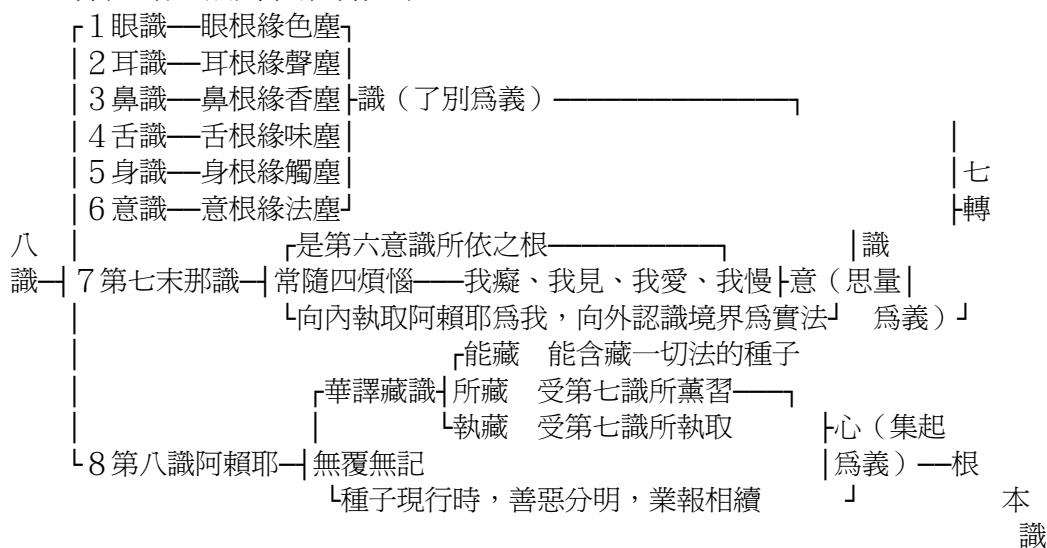 ┌１眼識──眼根緣色塵┐
│２耳識──耳根緣聲塵│
│３鼻識──鼻根緣香塵├識（了別爲義）──────────────┐
│４舌識──舌根緣味塵│ │
│５身識──身根緣觸塵│ │七
│６意識──意根緣法塵┘ ├轉
八 │ ┌是第六意識所依之根──────────┐ │識
識─┤７第七末那識─┤常隨四煩惱───我癡、我見、我愛、我慢├意（思量│
│ └向內執取阿賴耶爲我，向外認識境界爲實法┘ 爲義）┘
│ ┌能藏 能含藏一切法的種子
│ ┌華譯藏識┤所藏 受第七識所薰習───┐
│ │ └執藏 受第七識所執取 ├心（集起
└８第八識阿賴耶─┤無覆無記 │爲義）──根
└種子現行時，善惡分明，業報相續 ┘ 本
識